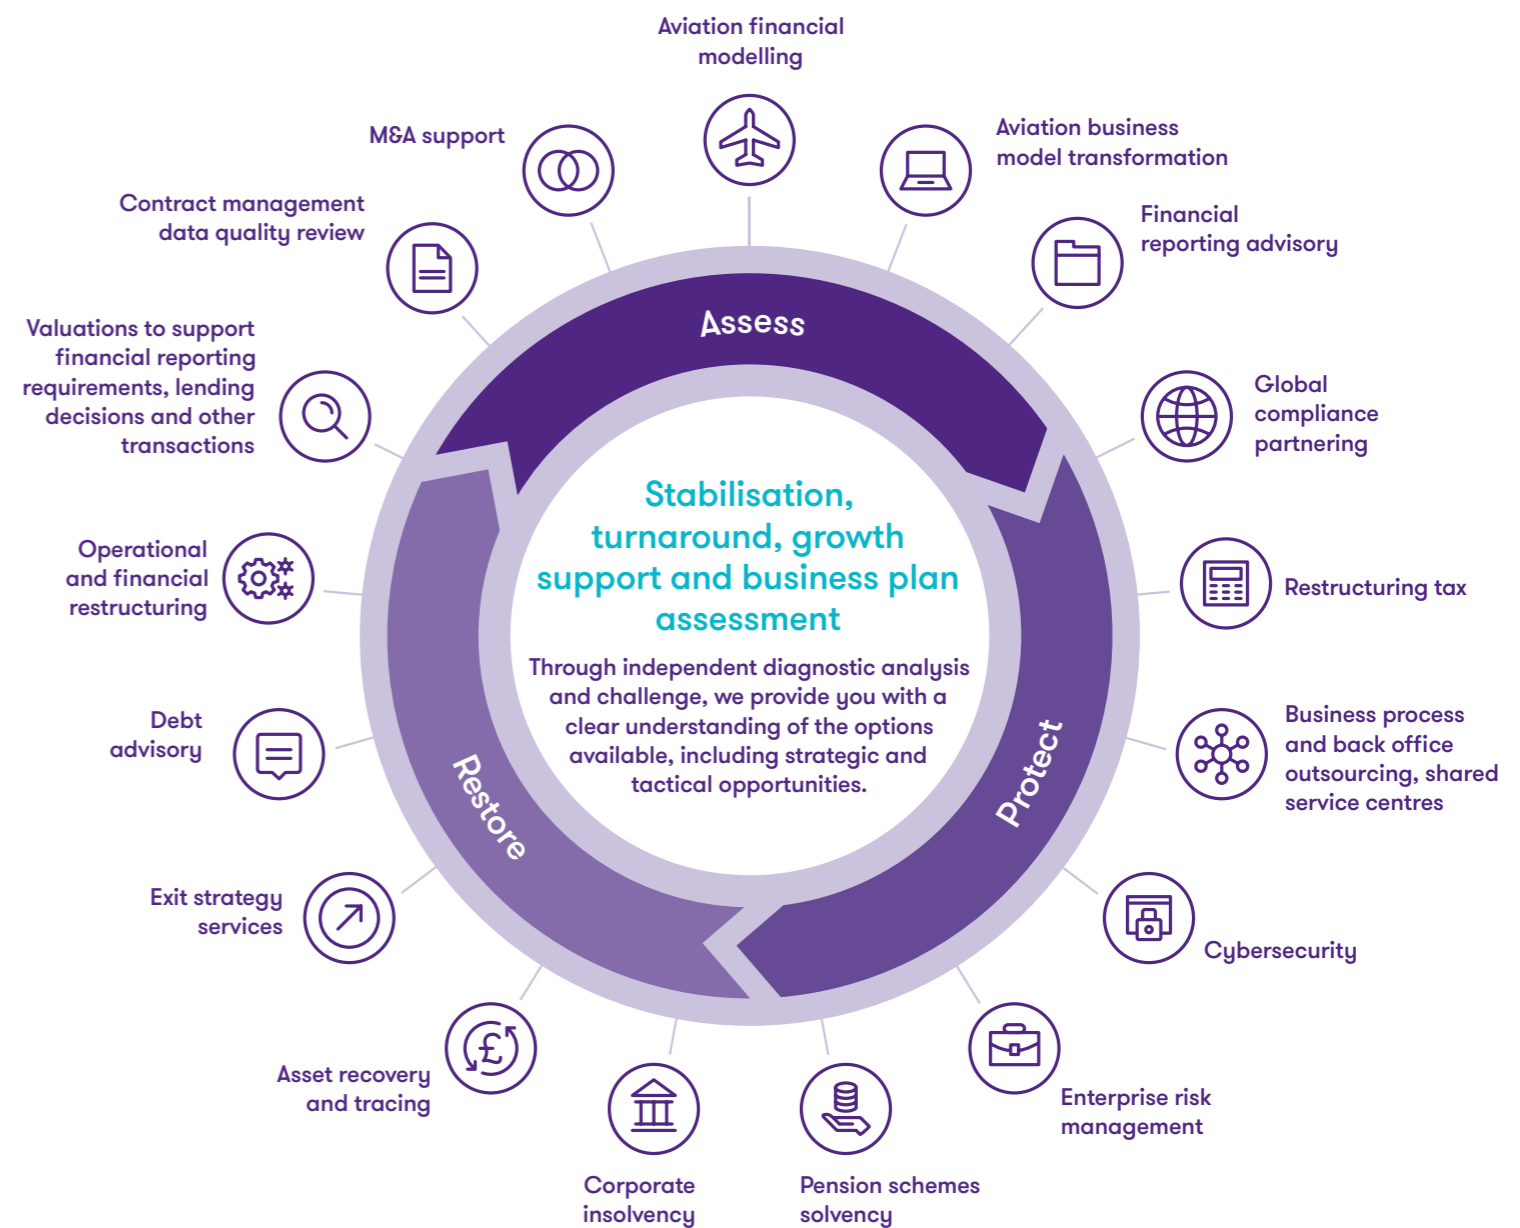 Aviation financial
modelling
Aviation business
model transformation
Financial
reporting advisory
Global
compliance
partnering
Restructuring tax
Business process
and back office
outsourcing, shared
service centres
Cybersecurity
Enterprise risk
management
Pension schemes
solvency
Corporate
insolvency
Asset recovery
and tracing
Exit strategy
services
Debt
advisory
Operational
and financial
restructuring
Valuations to support
financial reporting
requirements, lending
decisions and other
transactions
Contract management
data quality review
M&A support
Assess
Protect
Restore
Stabilisation,
turnaround, growth
support and business plan
assessment
Through independent diagnostic analysis
and challenge, we provide you with a
clear understanding of the options
available, including strategic and
tactical opportunities.
£